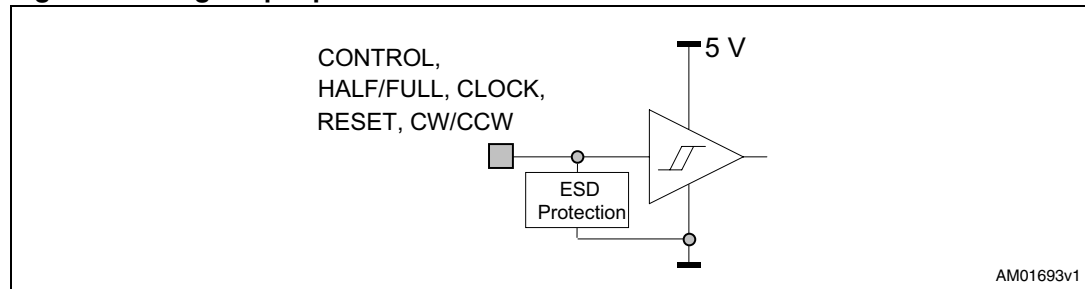 5 V
CONTROL,
HALF/FULL, CLOCK,
RESET, CW/CCW
ESD
Protection
AM01693v1